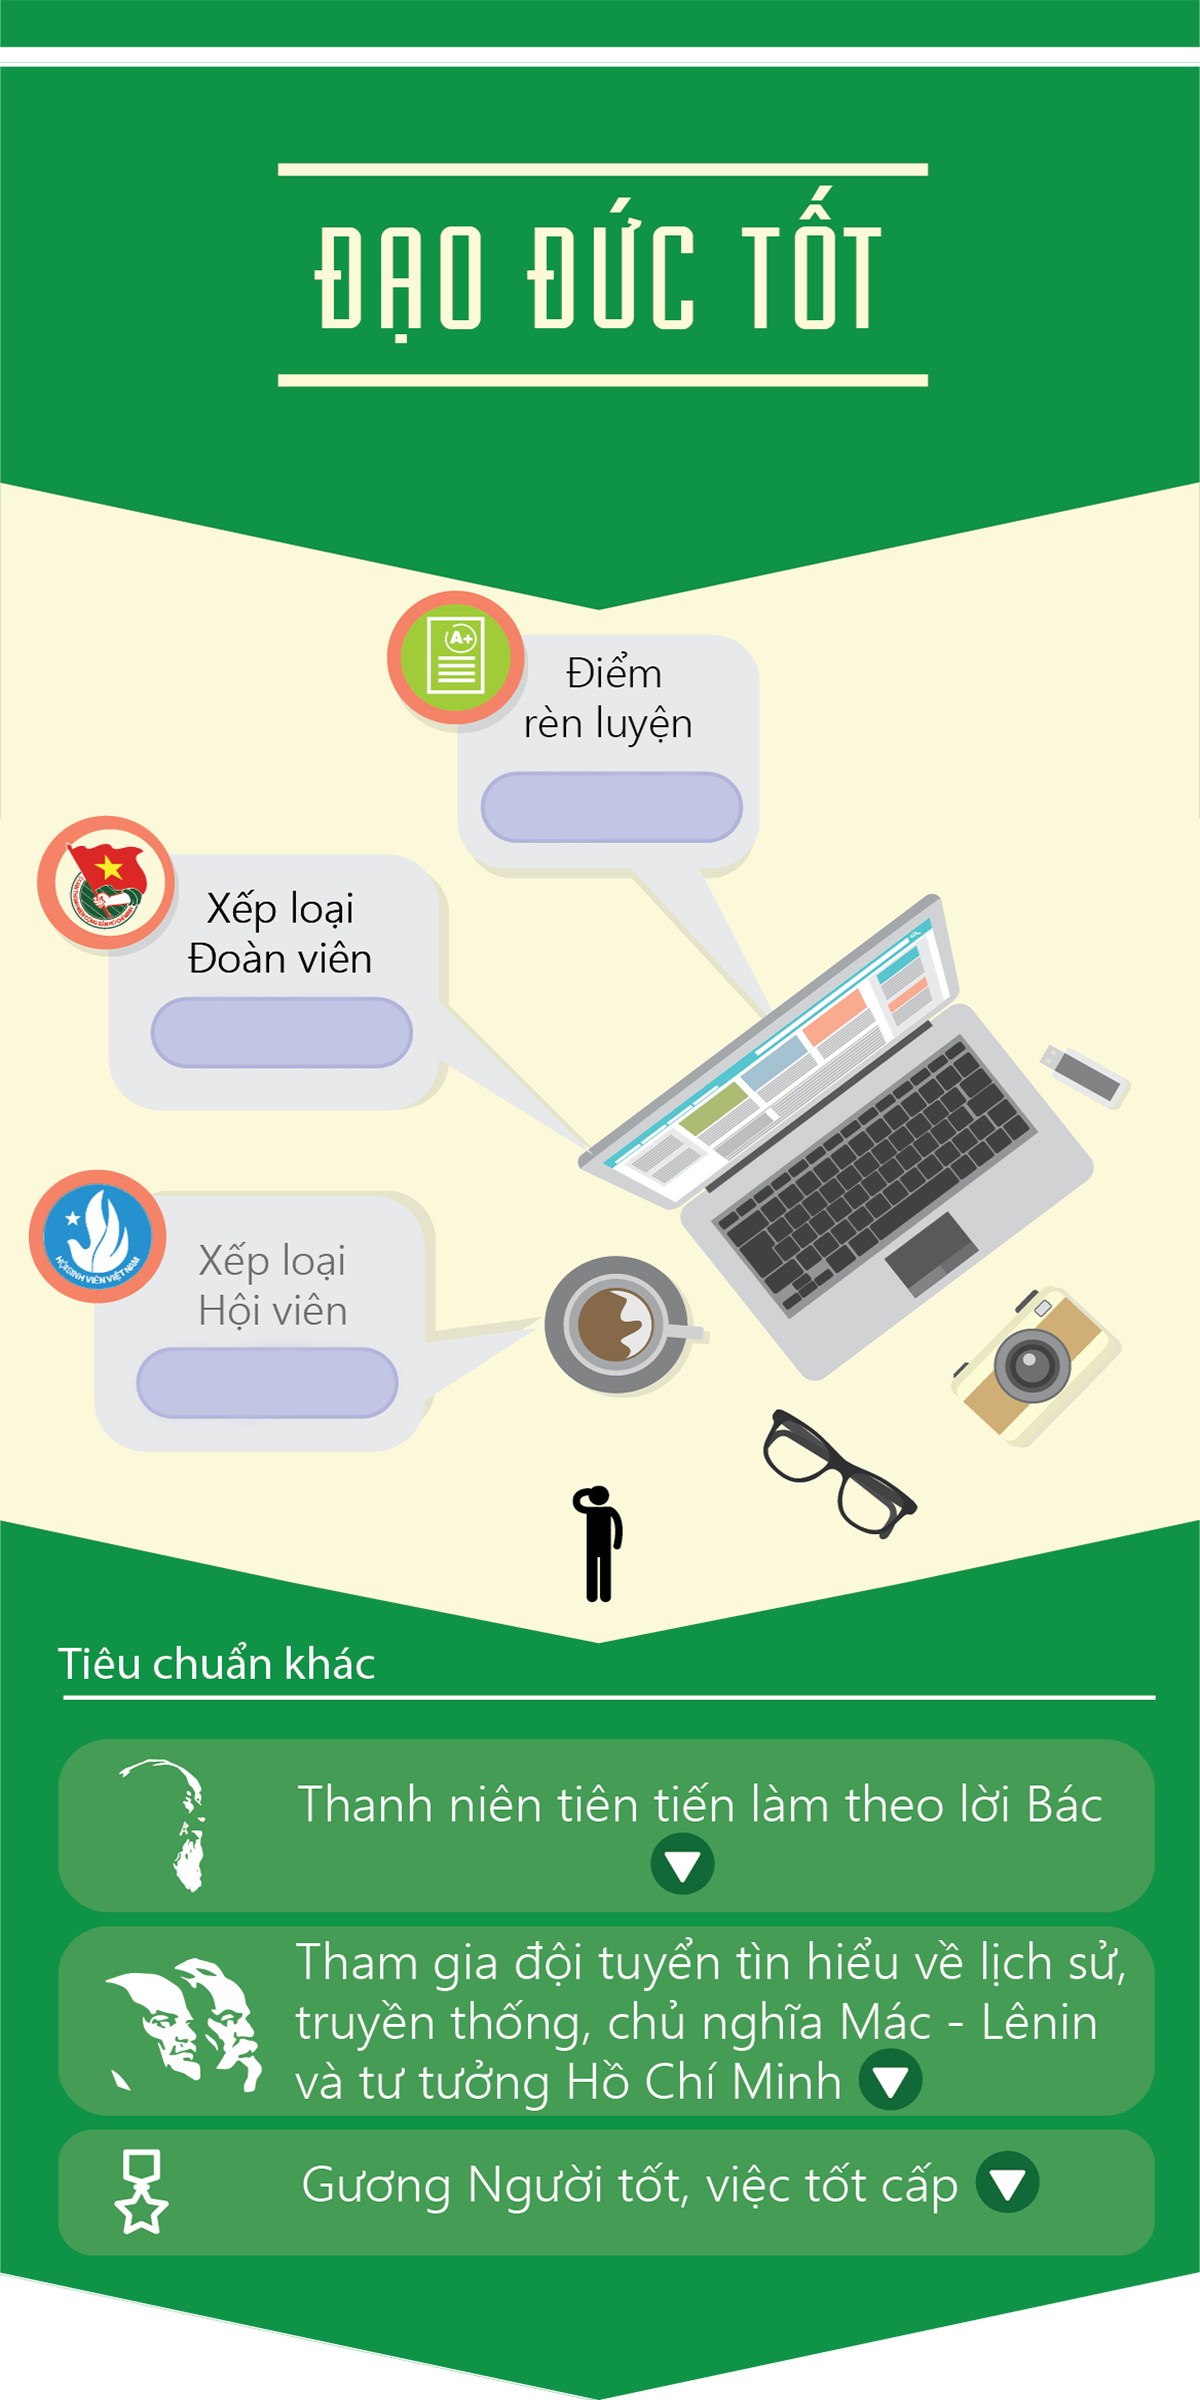 ĐẠO ĐỨC TỐT
A+
Điểm
rèn luyện
Xếp loại
Đoàn viên
Xếp loại
Hội viên
HỘI SINH VIÊN VIỆT NAM
Tiêu chuẩn khác
Thanh niên tiên tiến làm theo lời Bác
Tham gia đội tuyển tìn hiểu về lịch sử,
truyền thống, chủ nghĩa Mác - Lênin
và tư tưởng Hồ Chí Minh
Gương Người tốt, việc tốt cấp